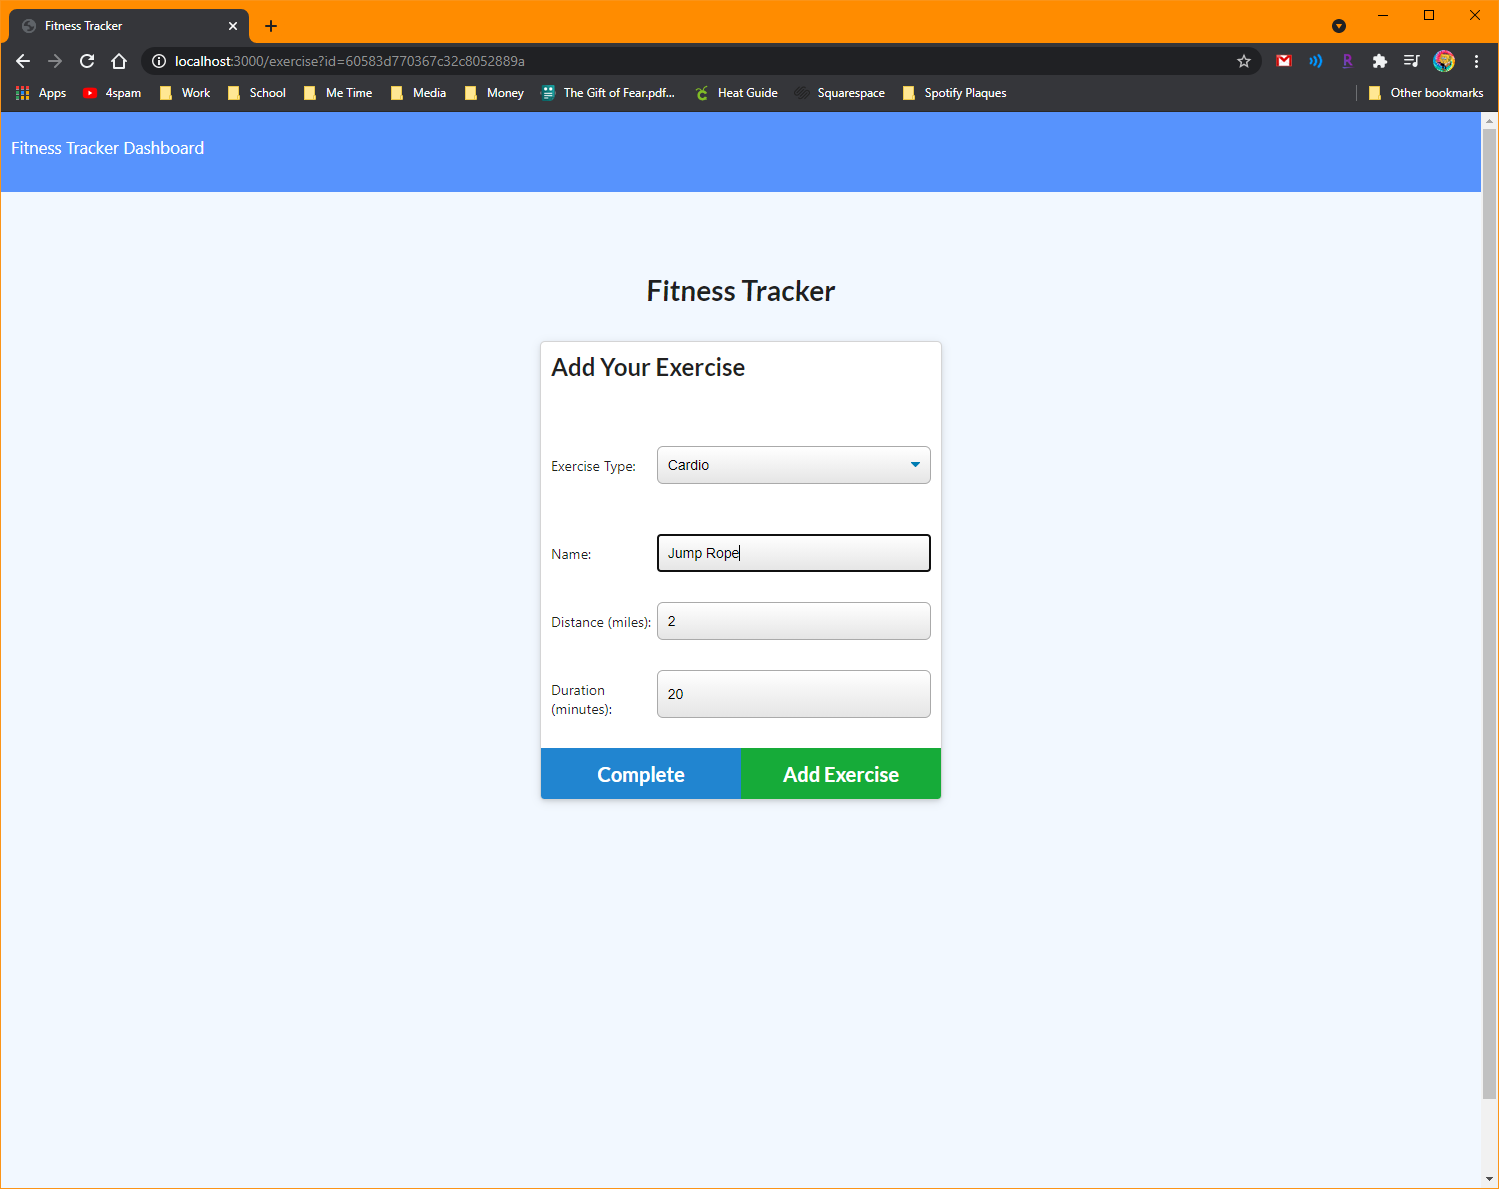 Fitness Tracker
localhost:3000/exercise?id=60583d770367c32c8052889a
R
Apps 4spam Work School Me Time Media Money The Gift of Fear.pdf... Heat Guide Squarespace Spotify Plaques Other bookmarks
Fitness Tracker Dashboard
Fitness Tracker
Add Your Exercise
Exercise Type: Cardio
Name: Jump Rope
Distance (miles): 2
Duration
(minutes): 20
Complete Add Exercise